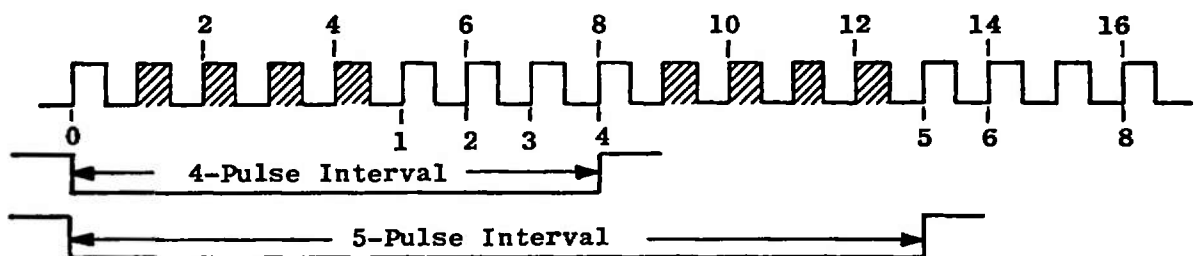 2 4 6 8 10 12 14 16
0 1 2 3 4 5 6 8
4-Pulse Interval
5-Pulse Interval